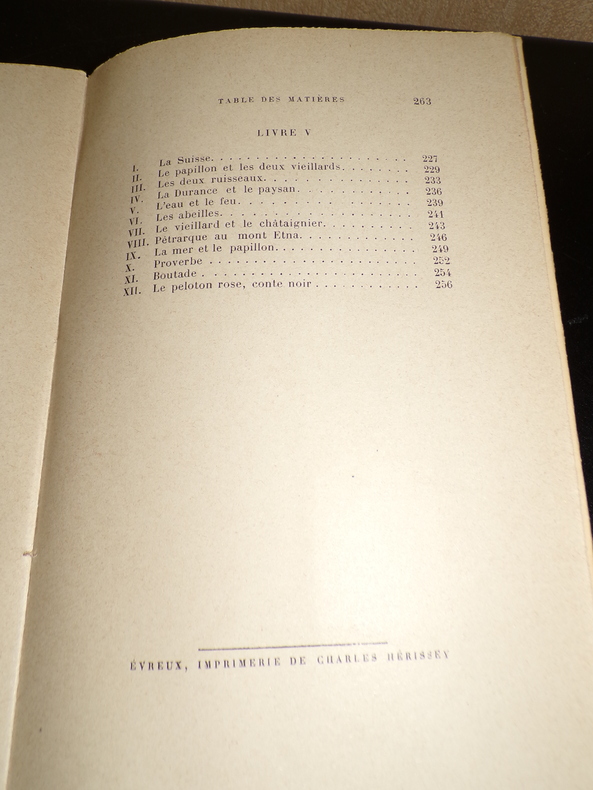 TABLE DES MATIÈRES 263
LIVRE V
I. La Suisse. . . . . . . . . . . . . . . . . . . . . . 227
II. Le papillon et les deux vieillards. . . . . . . . 229
III. Les deux ruisseaux. . . . . . . . . . . . . . . . 233
IV. La Durance et le paysan. . . . . . . . . . . . 236
V. L'eau et le feu. . . . . . . . . . . . . . . . . . . 239
VI. Les abeilles. . . . . . . . . . . . . . . . . . . . 241
VII. Le vieillard et le châtaignier. . . . . . . . . . 243
VIII. Pétrarque au mont Etna. . . . . . . . . . . . 246
IX. La mer et le papillon. . . . . . . . . . . . . . . 249
X. Proverbe . . . . . . . . . . . . . . . . . . . . . 252
XI. Boutade . . . . . . . . . . . . . . . . . . . . . 254
XII. Le peloton rose, conte noir . . . . . . . . . . . 256
ÉVREUX, IMPRIMERIE DE CHARLES HÉRISSEY